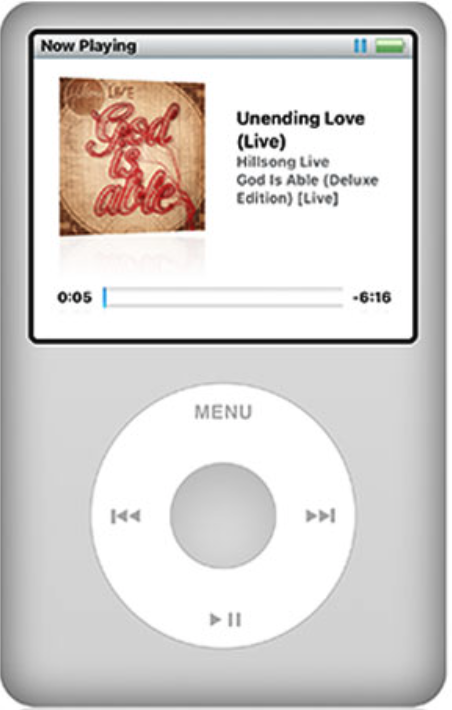 Now Playing
LIVE
God
is
able
Unending Love
(Live)
Hillsong Live
God Is Able (Deluxe
Edition) [Live]
0:05
-6:16
MENU